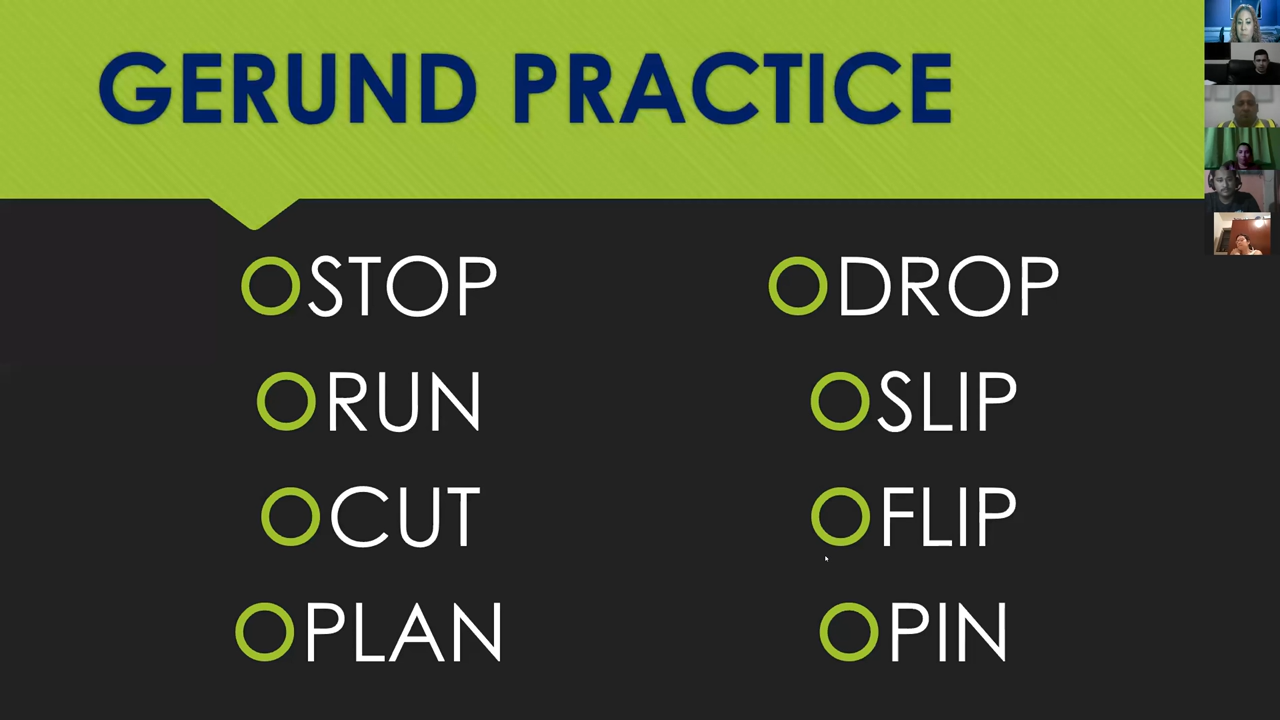 GERUND PRACTICE
STOP
RUN
CUT
PLAN
DROP
SLIP
FLIP
PIN